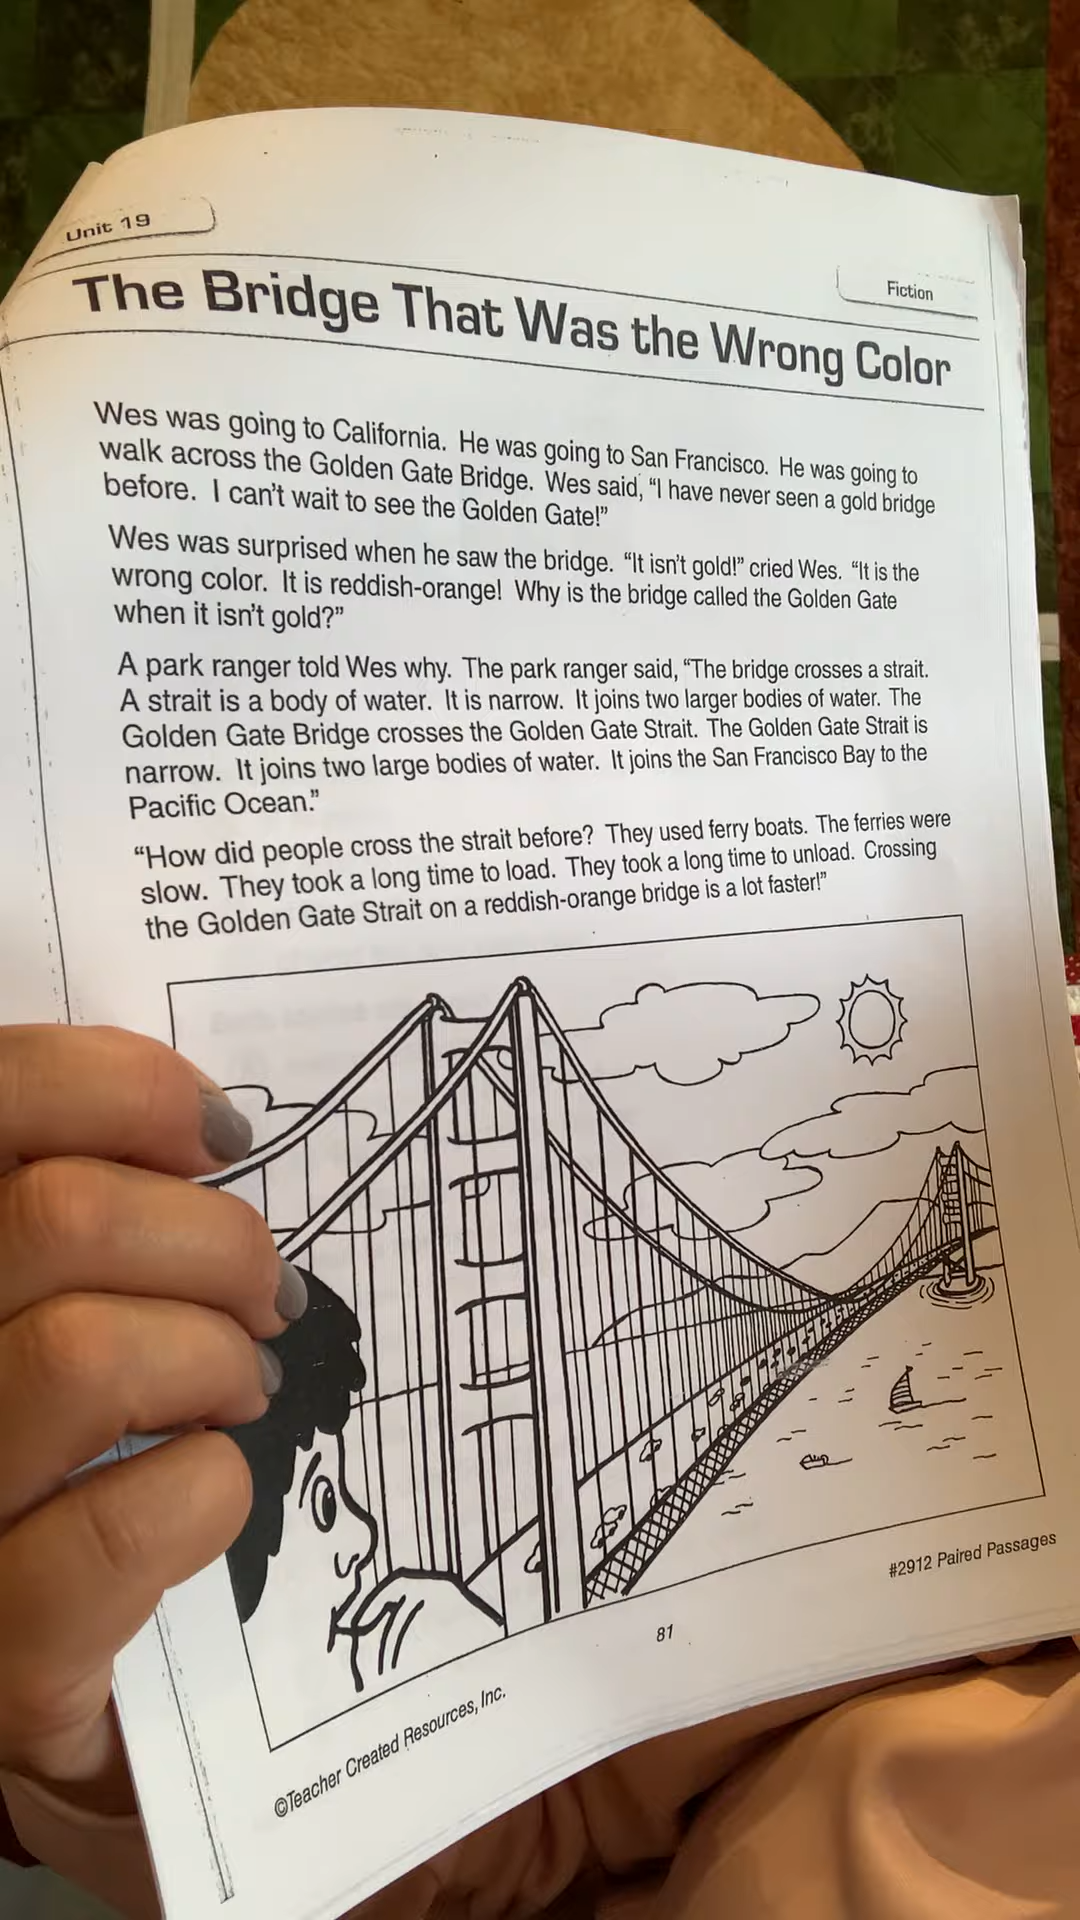 Unit 19
Fiction
The Bridge That Was the Wrong Color
Wes was going to California. He was going to San Francisco. He was going to
walk across the Golden Gate Bridge. Wes said, “I have never seen a gold bridge
before. I can’t wait to see the Golden Gate!”
Wes was surprised when he saw the bridge. “It isn’t gold!” cried Wes. “It is the
wrong color. It is reddish-orange! Why is the bridge called the Golden Gate
when it isn’t gold?”
A park ranger told Wes why. The park ranger said, “The bridge crosses a strait.
A strait is a body of water. It is narrow. It joins two larger bodies of water. The
Golden Gate Bridge crosses the Golden Gate Strait. The Golden Gate Strait is
narrow. It joins two large bodies of water. It joins the San Francisco Bay to the
Pacific Ocean.”
“How did people cross the strait before? They used ferry boats. The ferries were
slow. They took a long time to load. They took a long time to unload. Crossing
the Golden Gate Strait on a reddish-orange bridge is a lot faster!”
©Teacher Created Resources, Inc.
81
#2912 Paired Passages